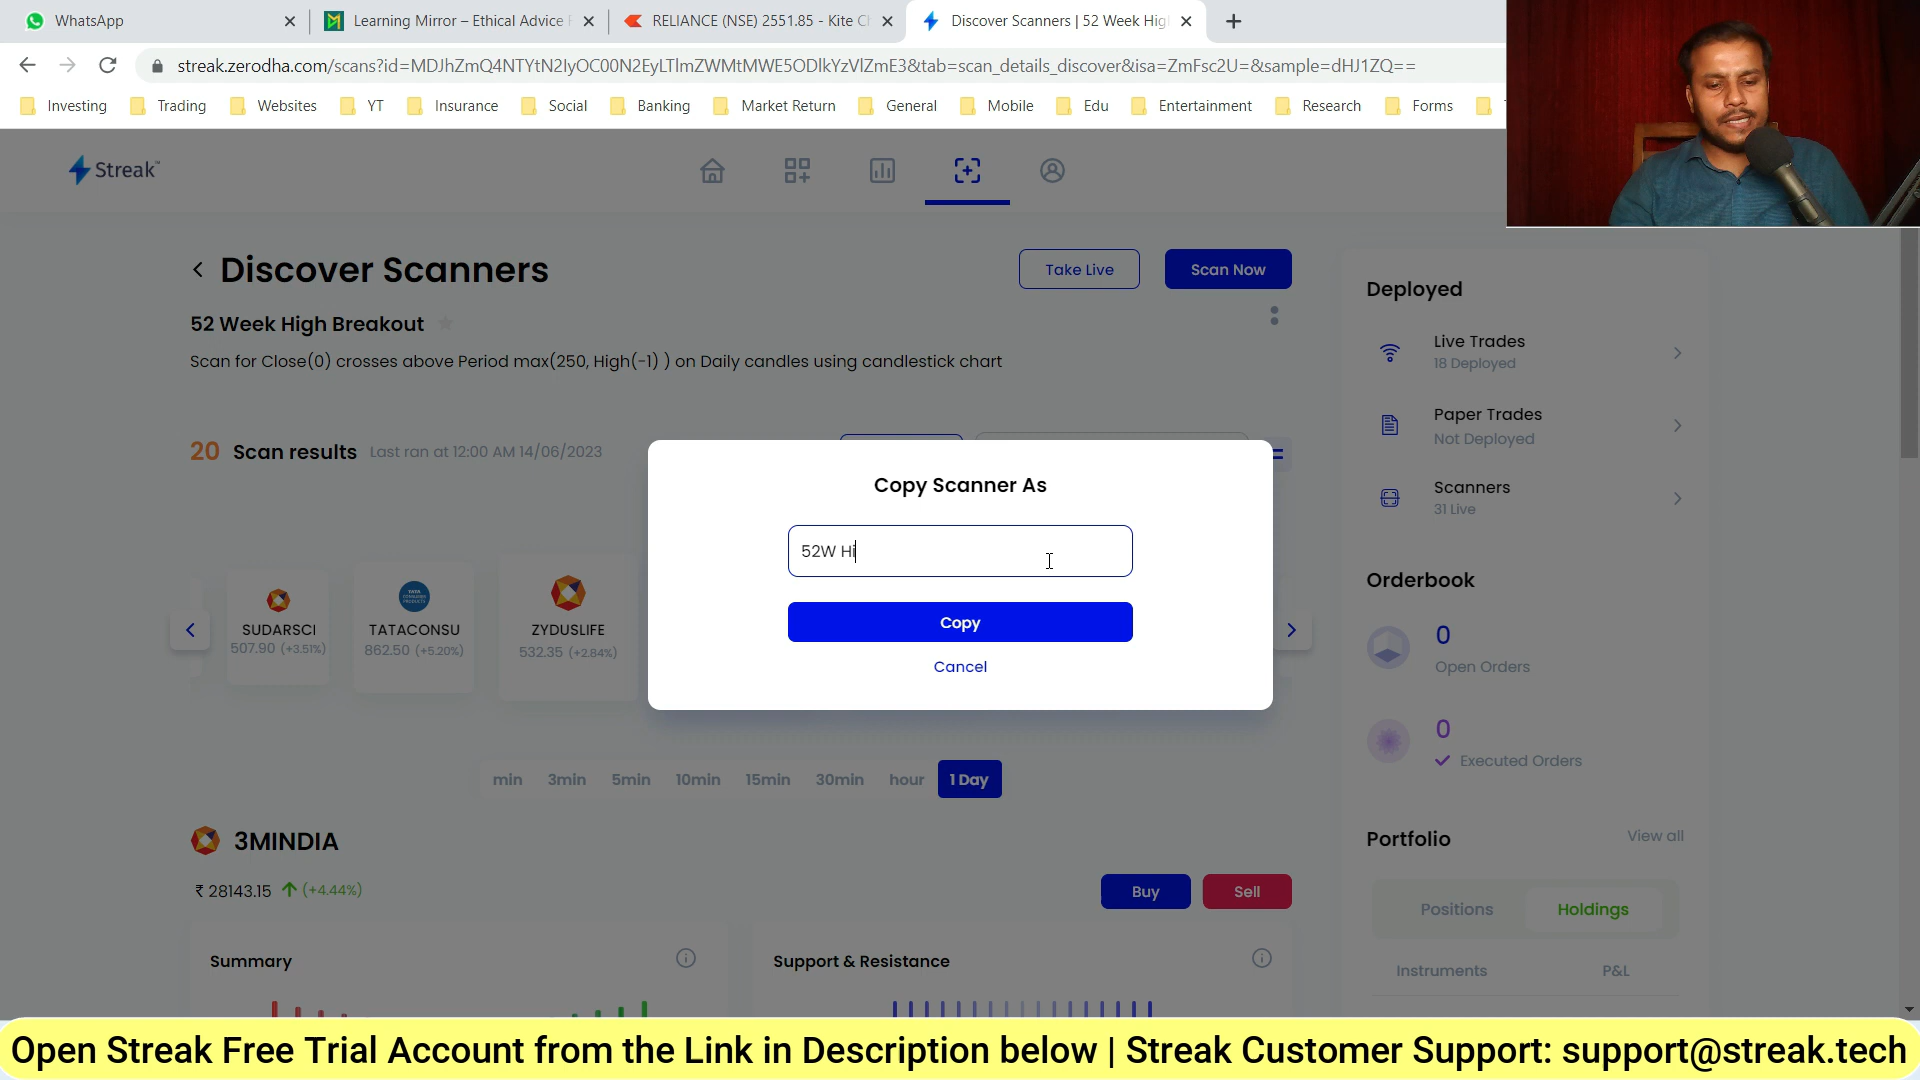 WhatsApp
Learning Mirror – Ethical Advice
RELIANCE (NSE) 2551.85 - Kite C
Discover Scanners | 52 Week Hig
streak.zerodha.com/scans?id=MDJhZmQ4NTYtN2IyOC00N2EyLTlmZWMtMWE5ODlkYzVlZmE3&tab=scan_details_discover&isa=ZmFsc2U=&sample=dHJ1ZQ==
Investing
Trading
Websites
YT
Insurance
Social
Banking
Market Return
General
Mobile
Edu
Entertainment
Research
Forms
Streak™
Discover Scanners
Take Live
Scan Now
52 Week High Breakout
Scan for Close(0) crosses above Period max(250, High(-1) ) on Daily candles using candlestick chart
20 Scan results Last ran at 12:00 AM 14/06/2023
SUDARSCI
507.90 (+3.51%)
TATACONSU
862.50 (+5.20%)
ZYDUSLIFE
532.35 (+2.84%)
Copy Scanner As
52W Hi
Copy
Cancel
min
3min
5min
10min
15min
30min
hour
1 Day
3MINDIA
₹ 28143.15 (+4.44%)
Buy
Sell
Summary
Support & Resistance
Deployed
Live Trades
18 Deployed
Paper Trades
Not Deployed
Scanners
31 Live
Orderbook
0
Open Orders
0
Executed Orders
Portfolio
View all
Positions
Holdings
Instruments
P&L
Open Streak Free Trial Account from the Link in Description below | Streak Customer Support: support@streak.tech